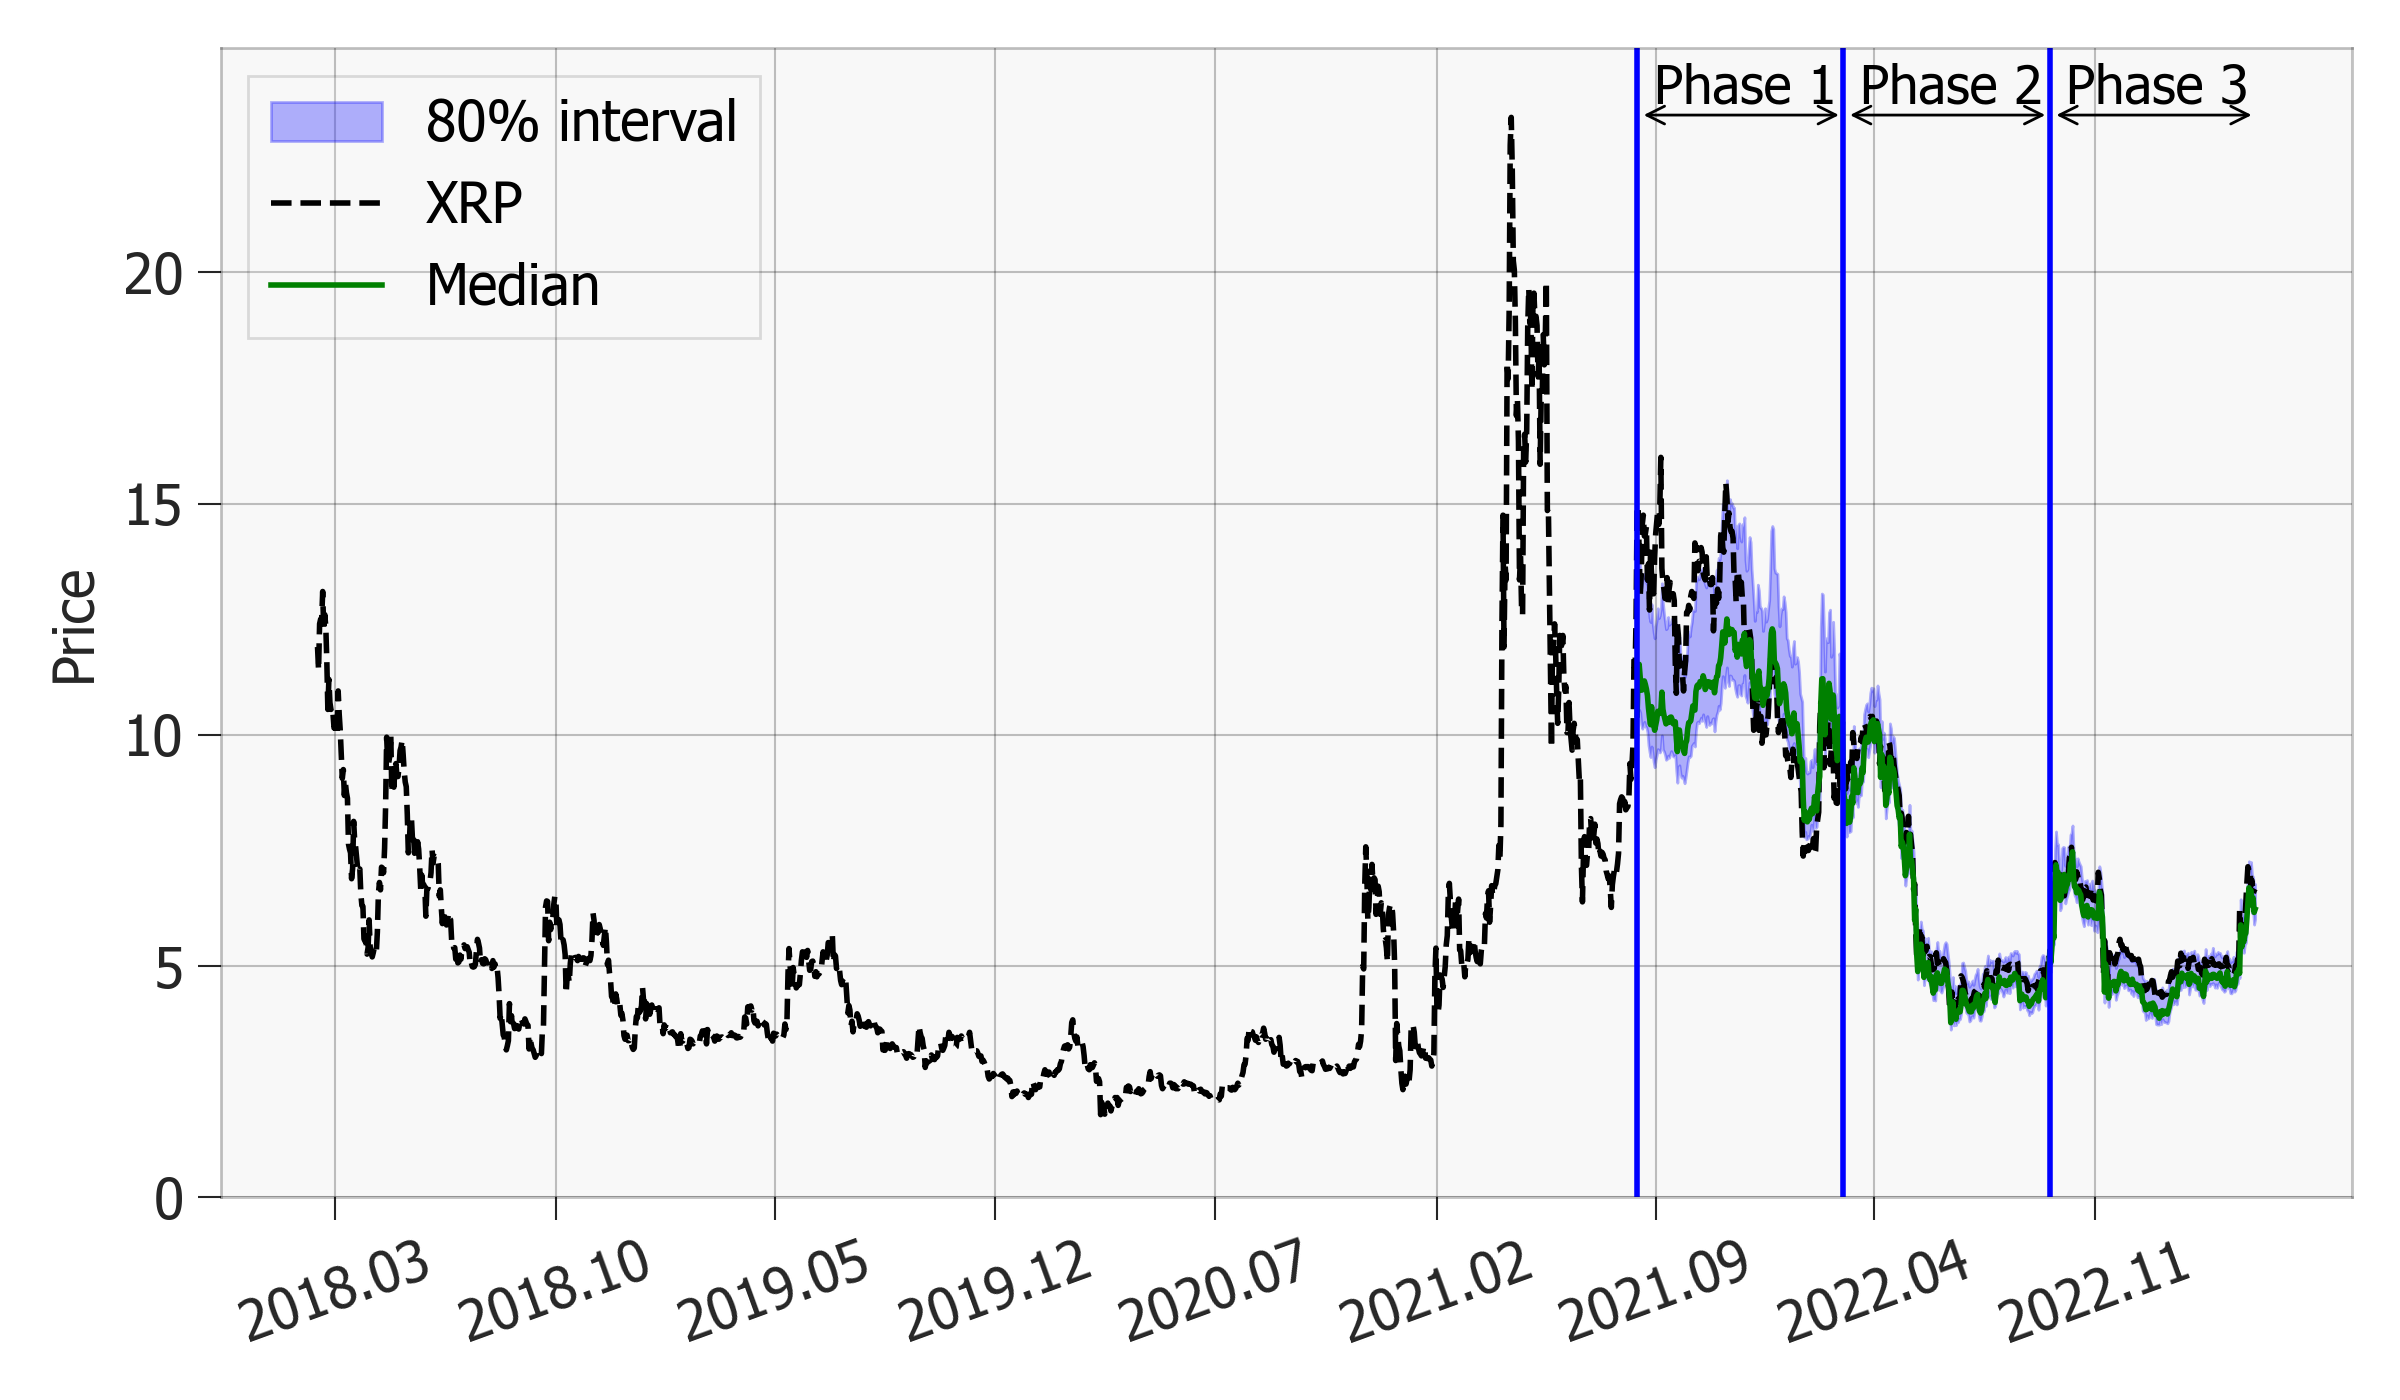 80% interval
XRP
Median
Phase 1
Phase 2
Phase 3
Price
20
15
10
5
0
2018.03
2018.10
2019.05
2019.12
2020.07
2021.02
2021.09
2022.04
2022.11